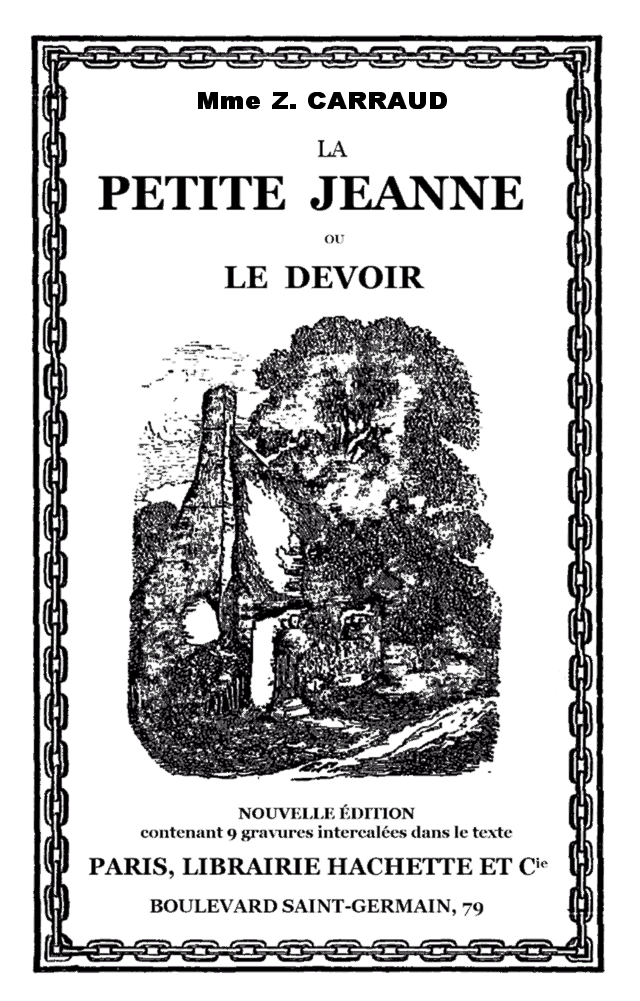 Mme Z. CARRAUD
LA
PETITE JEANNE
OU
LE DEVOIR
NOUVELLE ÉDITION
contenant 9 gravures intercalées dans le texte
PARIS, LIBRAIRIE HACHETTE ET Cie
BOULEVARD SAINT-GERMAIN, 79